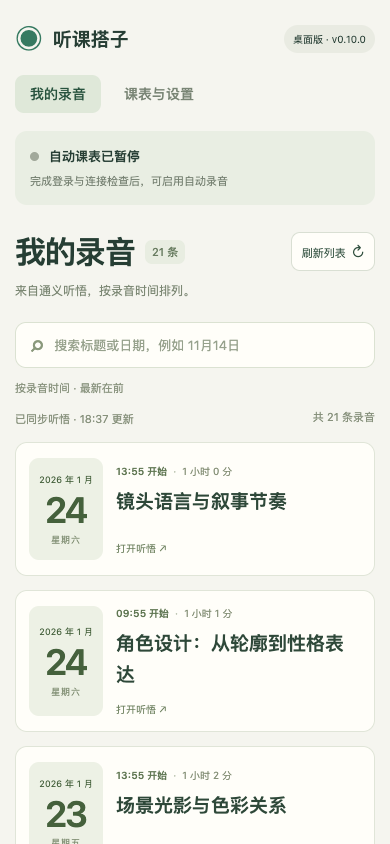 听课搭子
桌面版 · v0.10.0
我的录音
课表与设置
自动课表已暂停
完成登录与连接检查后，可启用自动录音
我的录音
21 条
刷新列表
来自通义听悟，按录音时间排列。
搜索标题或日期，例如 11月14日
按录音时间 · 最新在前
已同步听悟 · 18:37 更新
共 21条录音
2026 年 1 月
24
星期六
13:55 开始 · 1 小时 0 分
镜头语言与叙事节奏
打开听悟 ↗
2026 年 1 月
24
星期六
09:55 开始 · 1 小时 1 分
角色设计：从轮廓到性格表
达
打开听悟 ↗
2026 年 1 月
23
星期五
13:55 开始 · 1 小时 2 分
场景光影与色彩关系